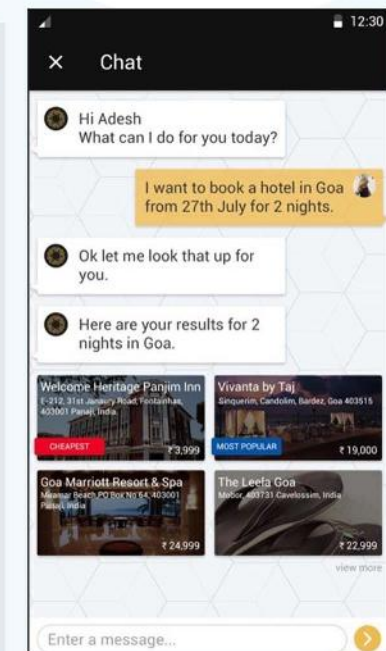 12:30
× Chat
Hi Adesh
What can I do for you today?
I want to book a hotel in Goa
from 27th July for 2 nights.
Ok let me look that up for
you.
Here are your results for 2
nights in Goa.
Welcome Heritage Panjim Inn
E-212, 31st January Road, Fontainhas,
403001 Panaji, India
CHEAPEST
₹ 3,999
Vivanta by Taj
Sinquerim, Candolim, Bardez, Goa 403515
MOST POPULAR
₹ 19,000
Goa Marriott Resort & Spa
Miramar Beach,PO Box No 64, 403001
Panaji, India
₹ 24,999
The Leela Goa
Mobor, 403731 Cavelossim, India
₹ 22,999
view more
Enter a message...